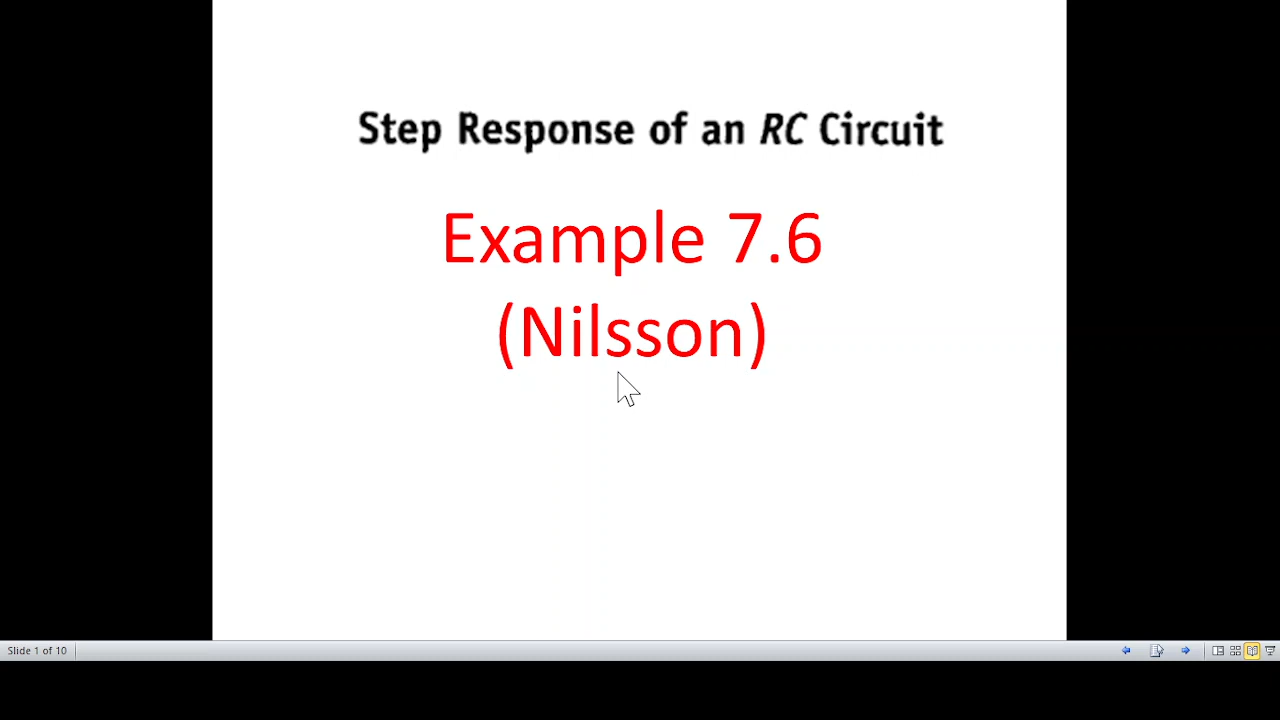 Step Response of an RC Circuit
Example 7.6
(Nilsson)
Slide 1 of 10